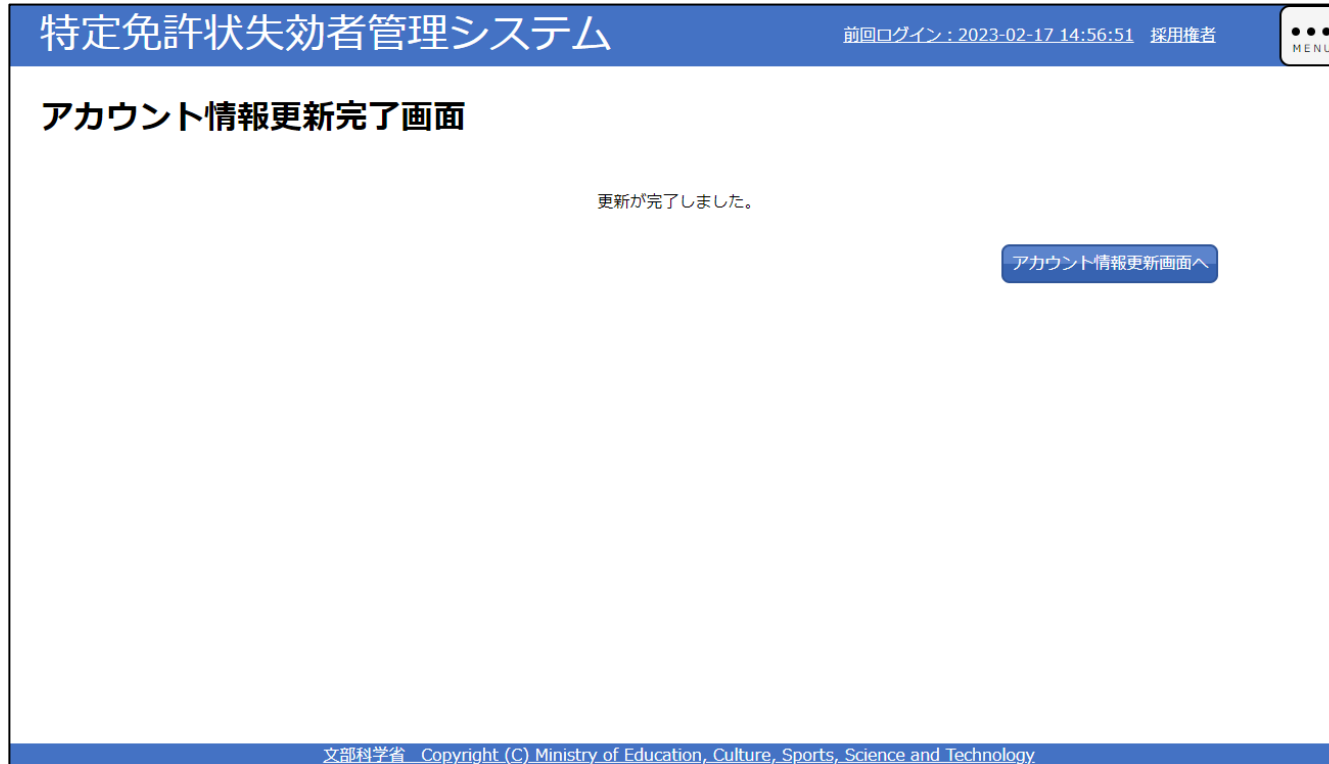 特定免許状失効者管理システム 前回ログイン：2023-02-17 14:56:51 採用権者
MENU
アカウント情報更新完了画面
更新が完了しました。
アカウント情報更新画面へ
文部科学省　Copyright (C) Ministry of Education, Culture, Sports, Science and Technology